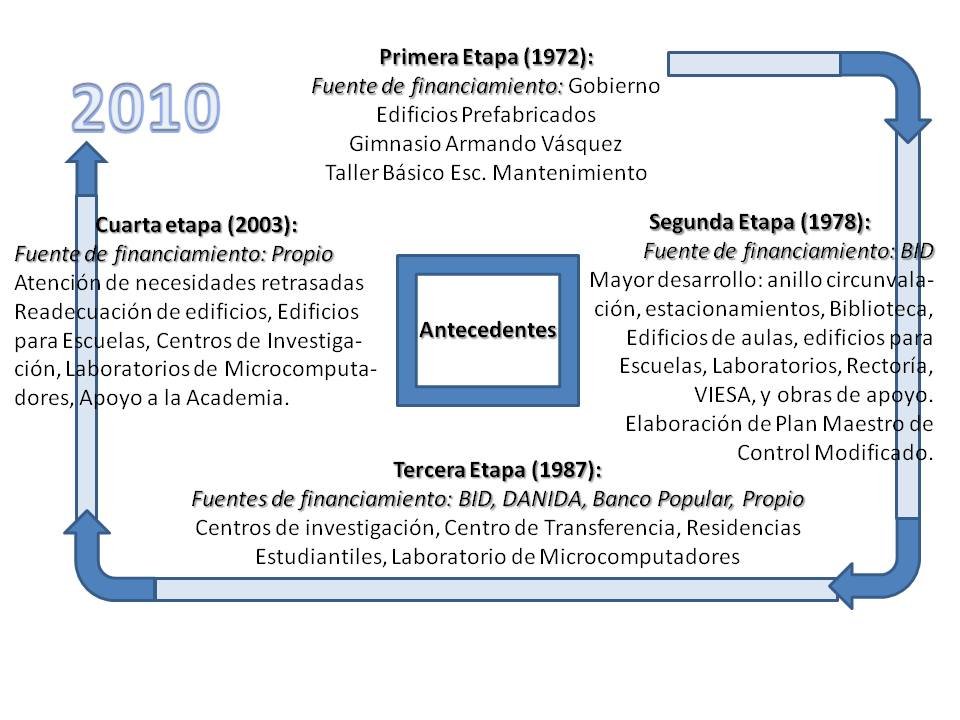 Primera Etapa (1972):
Fuente de financiamiento: Gobierno
Edificios Prefabricados
Gimnasio Armando Vásquez
Taller Básico Esc. Mantenimiento
2010
Segunda Etapa (1978):
Fuente de financiamiento: BID
Mayor desarrollo: anillo circunvala-
ción, estacionamientos, Biblioteca,
Edificios de aulas, edificios para
Escuelas, Laboratorios, Rectoría,
VIESA, y obras de apoyo.
Elaboración de Plan Maestro de
Control Modificado.
Antecedentes
Tercera Etapa (1987):
Fuentes de financiamiento: BID, DANIDA, Banco Popular, Propio
Centros de investigación, Centro de Transferencia, Residencias
Estudiantiles, Laboratorio de Microcomputadores
Cuarta etapa (2003):
Fuente de financiamiento: Propio
Atención de necesidades retrasadas
Readecuación de edificios, Edificios
para Escuelas, Centros de Investiga-
ción, Laboratorios de Microcomputa-
dores, Apoyo a la Academia.